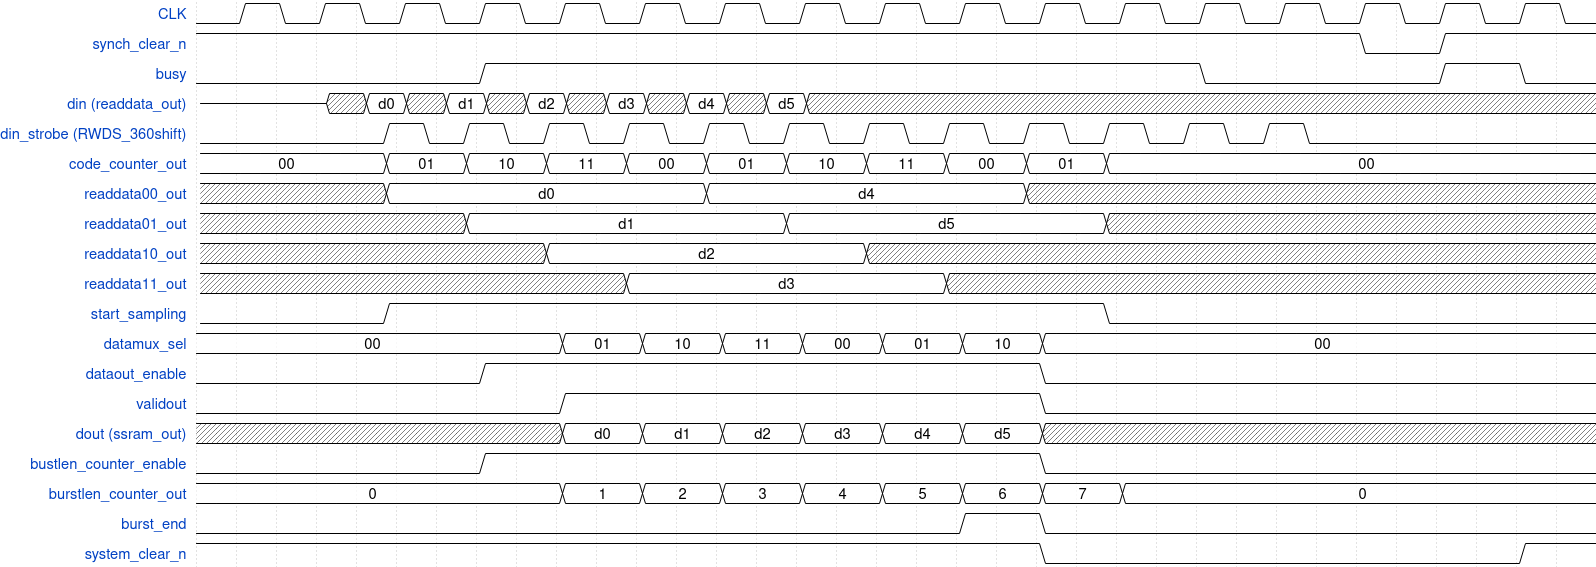 CLK
synch_clear_n
busy
din (readdata_out) d0 d1 d2 d3 d4 d5
din_strobe (RWDS_360shift)
code_counter_out 00 01 10 11 00 01 10 11 00 01 00
readdata00_out d0 d4
readdata01_out d1 d5
readdata10_out d2
readdata11_out d3
start_sampling
datamux_sel 00 01 10 11 00 01 10 00
dataout_enable
validout
dout (ssram_out) d0 d1 d2 d3 d4 d5
bustlen_counter_enable
burstlen_counter_out 0 1 2 3 4 5 6 7 0
burst_end
system_clear_n